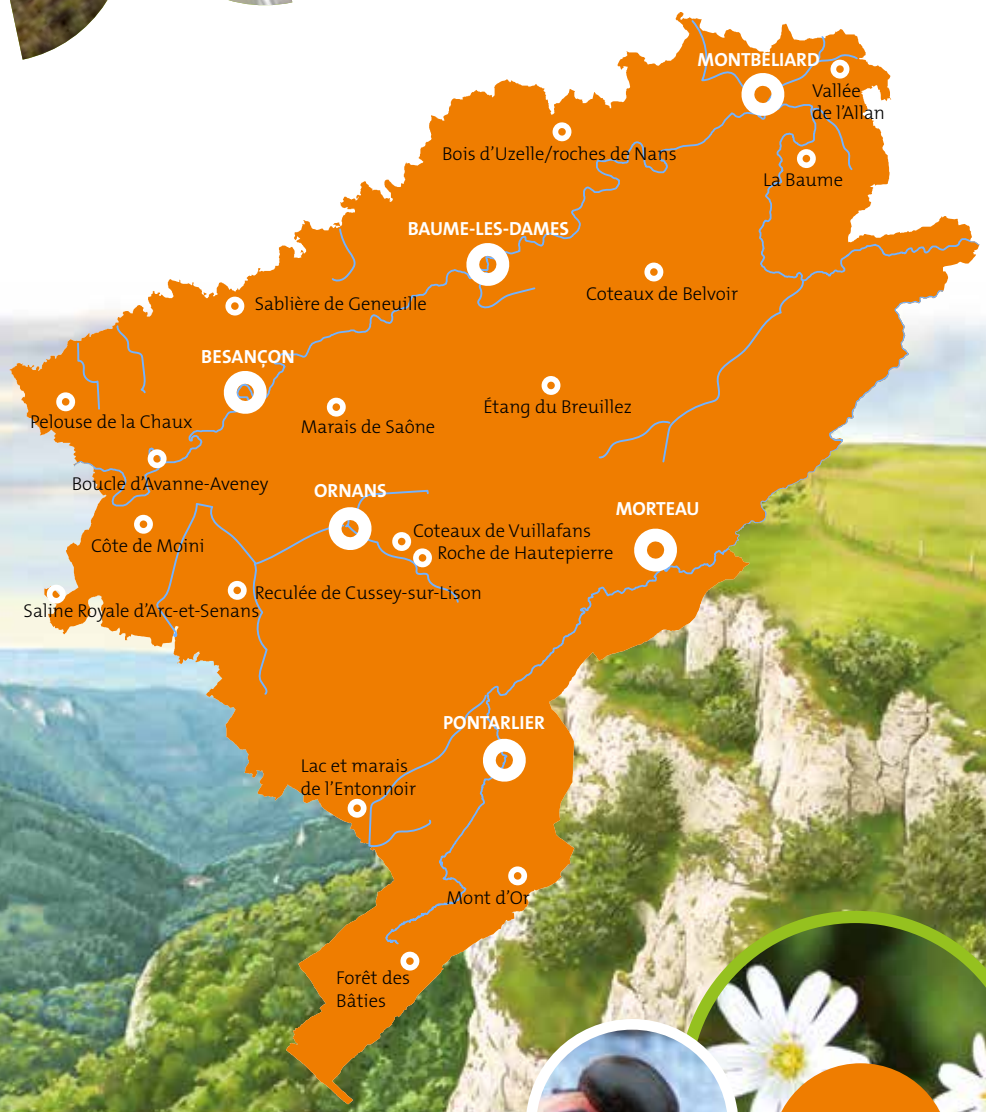 MONTBÉLIARD
Vallée
de l'Allan
Bois d'Uzelle/roches de Nans
La Baume
BAUME-LES-DAMES
Coteaux de Belvoir
Sablière de Geneuille
BESANÇON
Étang du Breuillez
Pelouse de la Chaux
Marais de Saône
Boucle d'Avanne-Aveney
ORNANS
MORTEAU
Coteaux de Vuillafans
Côte de Moini
Roche de Hautepierre
Reculée de Cussey-sur-Lison
Saline Royale d'Arc-et-Senans
PONTARLIER
Lac et marais
de l'Entonnoir
Mont d'Or
Forêt des
Bâties